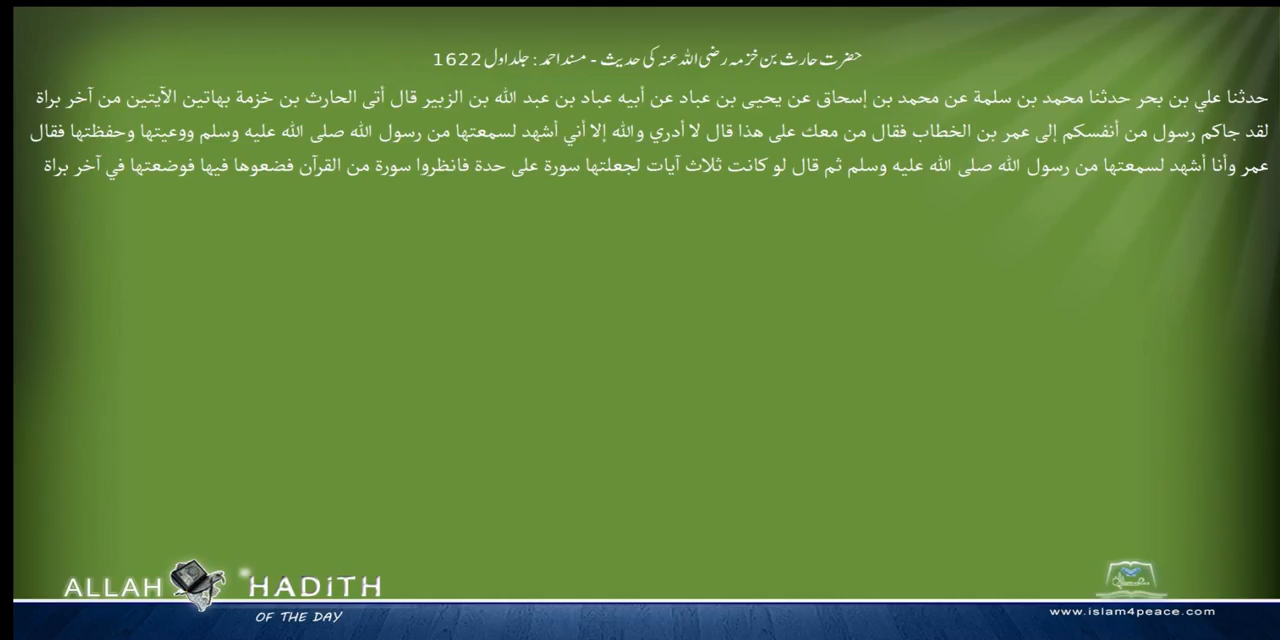 حضرت حارث بن خزمہ رضی اللہ عنہ کی حدیث - مسند احمد : جلد اول 1622
حدثنا علي بن بحر حدثنا محمد بن سلمة عن محمد بن إسحاق عن يحيى بن عباد عن أبيه عباد بن عبد الله بن الزبير قال أتى الحارث بن خزمة بهاتين الآيتين من آخر براة
لقد جاكم رسول من أنفسكم إلى عمر بن الخطاب فقال من معك على هذا قال لا أدري والله إلا أني أشهد لسمعتها من رسول الله صلى الله عليه وسلم ووعيتها وحفظتها فقال
عمر وأنا أشهد لسمعتها من رسول الله صلى الله عليه وسلم ثم قال لو كانت ثلاث آيات لجعلتها سورة على حدة فانظروا سورة من القرآن فضعوها فيها فوضعتها في آخر براة
ALLAH HADITH
OF THE DAY
www.islam4peace.com